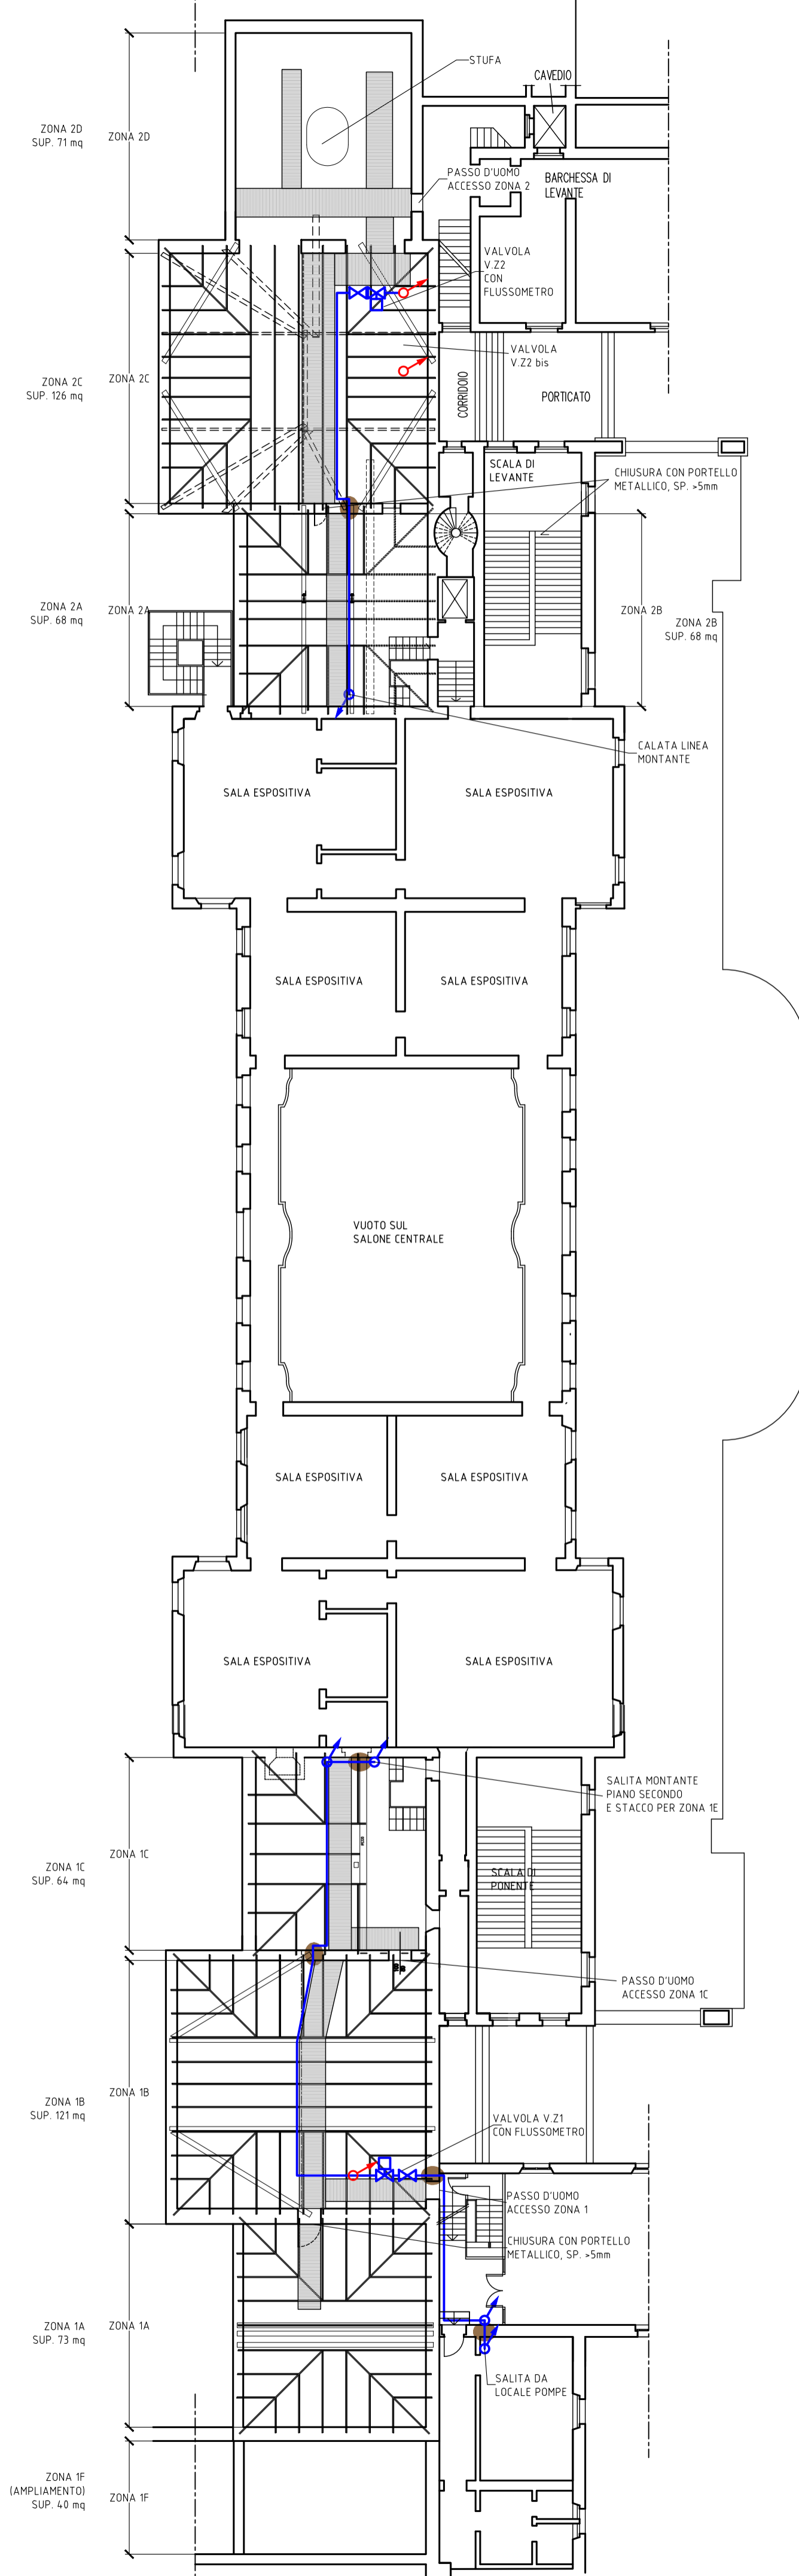 STUFA
CAVEDIO
ZONA 2D
SUP. 71 mq
ZONA 2D
PASSO D'UOMO
ACCESSO ZONA 2
BARCHESSA DI
LEVANTE
VALVOLA
V.Z2
CON
FLUSSOMETRO
VALVOLA
V.Z2 bis
ZONA 2C
SUP. 126 mq
ZONA 2C
CORRIDOIO
PORTICATO
SCALA DI
LEVANTE
CHIUSURA CON PORTELLO
METALLICO, SP. >5mm
ZONA 2A
SUP. 68 mq
ZONA 2A
ZONA 2B
ZONA 2B
SUP. 68 mq
CALATA LINEA
MONTANTE
SALA ESPOSITIVA
SALA ESPOSITIVA
SALA ESPOSITIVA
SALA ESPOSITIVA
VUOTO SUL
SALONE CENTRALE
SALA ESPOSITIVA
SALA ESPOSITIVA
SALA ESPOSITIVA
SALA ESPOSITIVA
SALITA MONTANTE
PIANO SECONDO
E STACCO PER ZONA 1E
ZONA 1C
SUP. 64 mq
ZONA 1C
SCALA DI
PONENTE
PASSO D'UOMO
ACCESSO ZONA 1C
ZONA 1B
SUP. 121 mq
ZONA 1B
VALVOLA V.Z1
CON FLUSSOMETRO
PASSO D'UOMO
ACCESSO ZONA 1
CHIUSURA CON PORTELLO
METALLICO, SP. >5mm
ZONA 1A
SUP. 73 mq
ZONA 1A
SALITA DA
LOCALE POMPE
ZONA 1F
(AMPLIAMENTO)
SUP. 40 mq
ZONA 1F